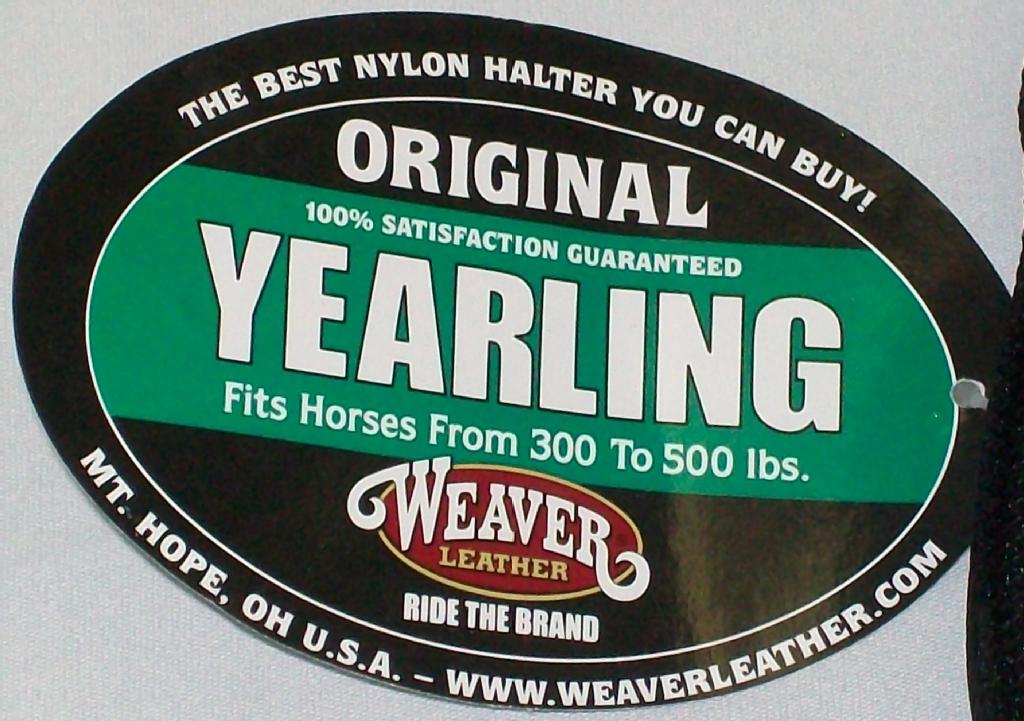 THE BEST NYLON HALTER YOU CAN BUY!
ORIGINAL
100% SATISFACTION GUARANTEED
YEARLING
Fits Horses From 300 To 500 lbs.
WEAVER
LEATHER
RIDE THE BRAND
MT. HOPE, OH U.S.A. – WWW.WEAVERLEATHER.COM